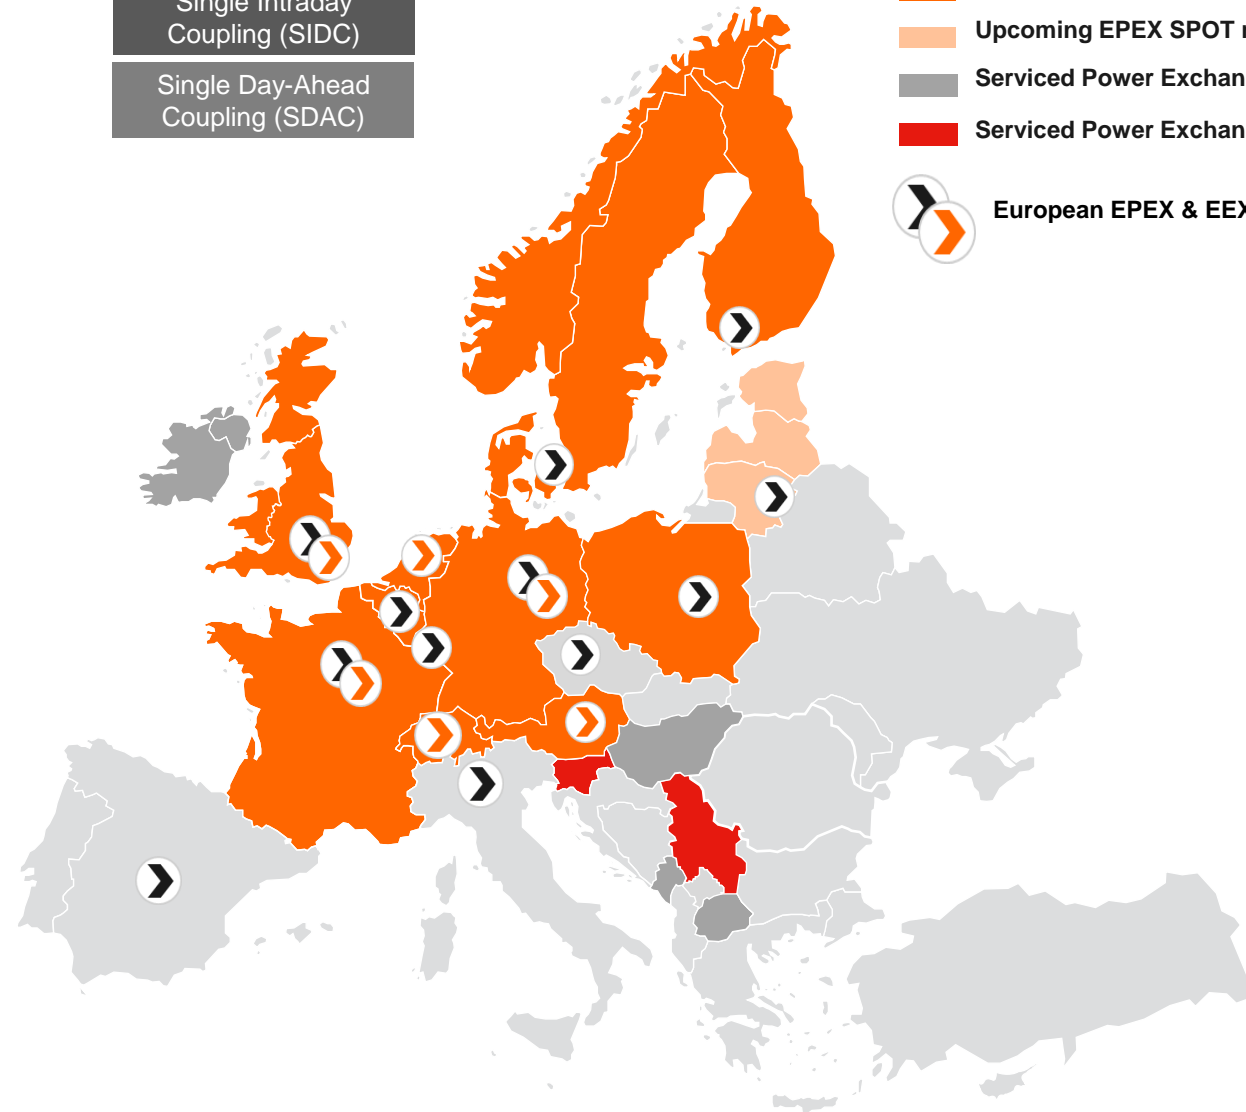 Single Intraday
Coupling (SIDC)
Single Day-Ahead
Coupling (SDAC)
Upcoming EPEX SPOT
Serviced Power Exchan
Serviced Power Exchan
European EPEX & EEX